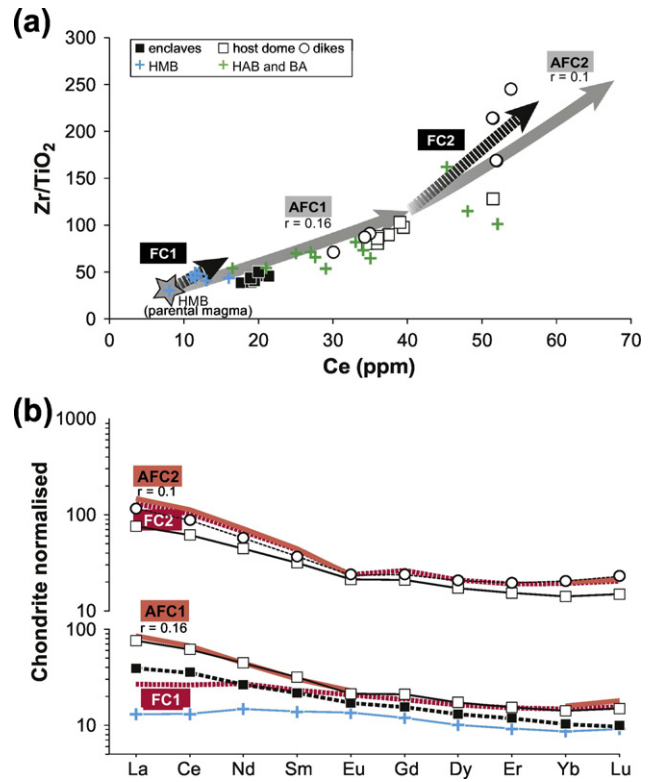 (a)
300
250
200
150
100
50
0
Zr/TiO2
enclaves host dome dikes
HMB HAB and BA
AFC2
r = 0.1
FC2
AFC1
r = 0.16
FC1
HMB
(parental magma)
0 10 20 30 40 50 60 70
Ce (ppm)
(b)
Chondrite normalised
1000
100
10
AFC2
r = 0.1
FC2
100
10
AFC1
r = 0.16
FC1
La Ce Nd Sm Eu Gd Dy Er Yb Lu